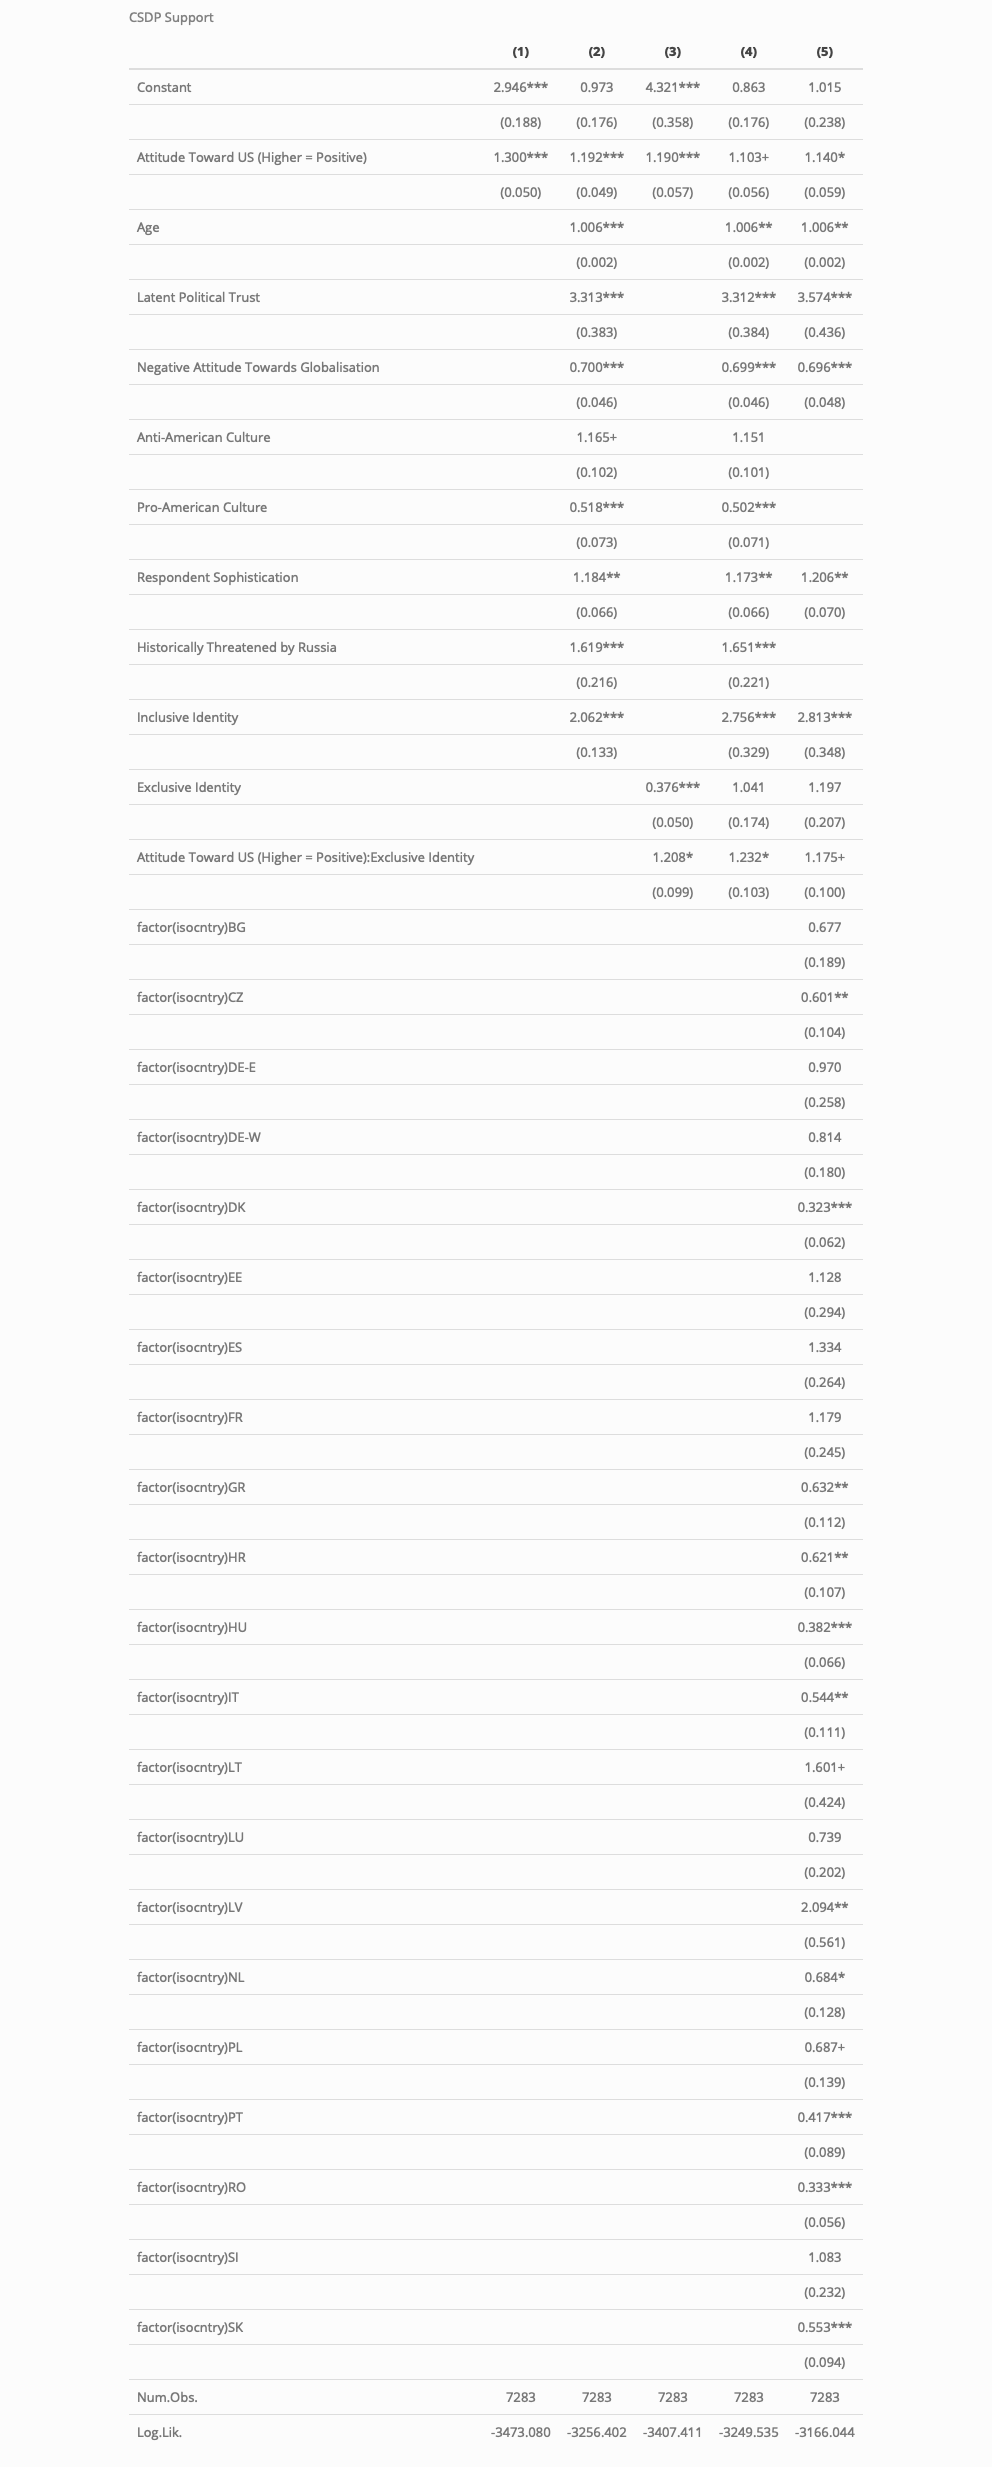 CSDP Support
(1) (2) (3) (4) (5)
Constant 2.946*** 0.973 4.321*** 0.863 1.015
(0.188) (0.176) (0.358) (0.176) (0.238)
Attitude Toward US (Higher = Positive) 1.300*** 1.192*** 1.190*** 1.103+ 1.140*
(0.050) (0.049) (0.057) (0.056) (0.059)
Age 1.006*** 1.006** 1.006**
(0.002) (0.002) (0.002)
Latent Political Trust 3.313*** 3.312*** 3.574***
(0.383) (0.384) (0.436)
Negative Attitude Towards Globalisation 0.700*** 0.699*** 0.696***
(0.046) (0.046) (0.048)
Anti-American Culture 1.165+ 1.151
(0.102) (0.101)
Pro-American Culture 0.518*** 0.502***
(0.073) (0.071)
Respondent Sophistication 1.184** 1.173** 1.206**
(0.066) (0.066) (0.070)
Historically Threatened by Russia 1.619*** 1.651***
(0.216) (0.221)
Inclusive Identity 2.062*** 2.756*** 2.813***
(0.133) (0.329) (0.348)
Exclusive Identity 0.376*** 1.041 1.197
(0.050) (0.174) (0.207)
Attitude Toward US (Higher = Positive):Exclusive Identity 1.208* 1.232* 1.175+
(0.099) (0.103) (0.100)
factor(isocntry)BG 0.677
(0.189)
factor(isocntry)CZ 0.601**
(0.104)
factor(isocntry)DE-E 0.970
(0.258)
factor(isocntry)DE-W 0.814
(0.180)
factor(isocntry)DK 0.323***
(0.062)
factor(isocntry)EE 1.128
(0.294)
factor(isocntry)ES 1.334
(0.264)
factor(isocntry)FR 1.179
(0.245)
factor(isocntry)GR 0.632**
(0.112)
factor(isocntry)HR 0.621**
(0.107)
factor(isocntry)HU 0.382***
(0.066)
factor(isocntry)IT 0.544**
(0.111)
factor(isocntry)LT 1.601+
(0.424)
factor(isocntry)LU 0.739
(0.202)
factor(isocntry)LV 2.094**
(0.561)
factor(isocntry)NL 0.684*
(0.128)
factor(isocntry)PL 0.687+
(0.139)
factor(isocntry)PT 0.417***
(0.089)
factor(isocntry)RO 0.333***
(0.056)
factor(isocntry)SI 1.083
(0.232)
factor(isocntry)SK 0.553***
(0.094)
Num.Obs. 7283 7283 7283 7283 7283
Log.Lik. -3473.080 -3256.402 -3407.411 -3249.535 -3166.044